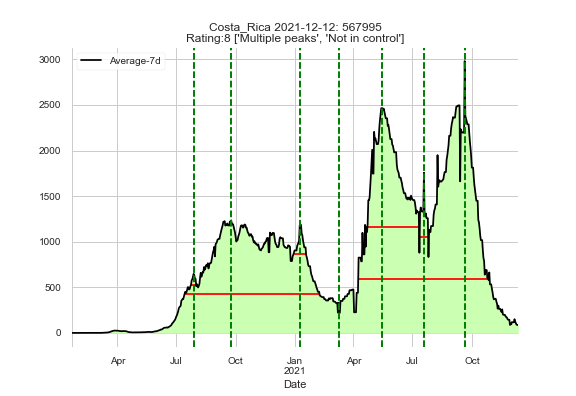 Costa_Rica 2021-12-12: 567995
Rating:8 ['Multiple peaks', 'Not in control']
Average-7d
3000
2500
2000
1500
1000
500
0
Apr Jul Oct Jan Apr Jul Oct
2021
Date